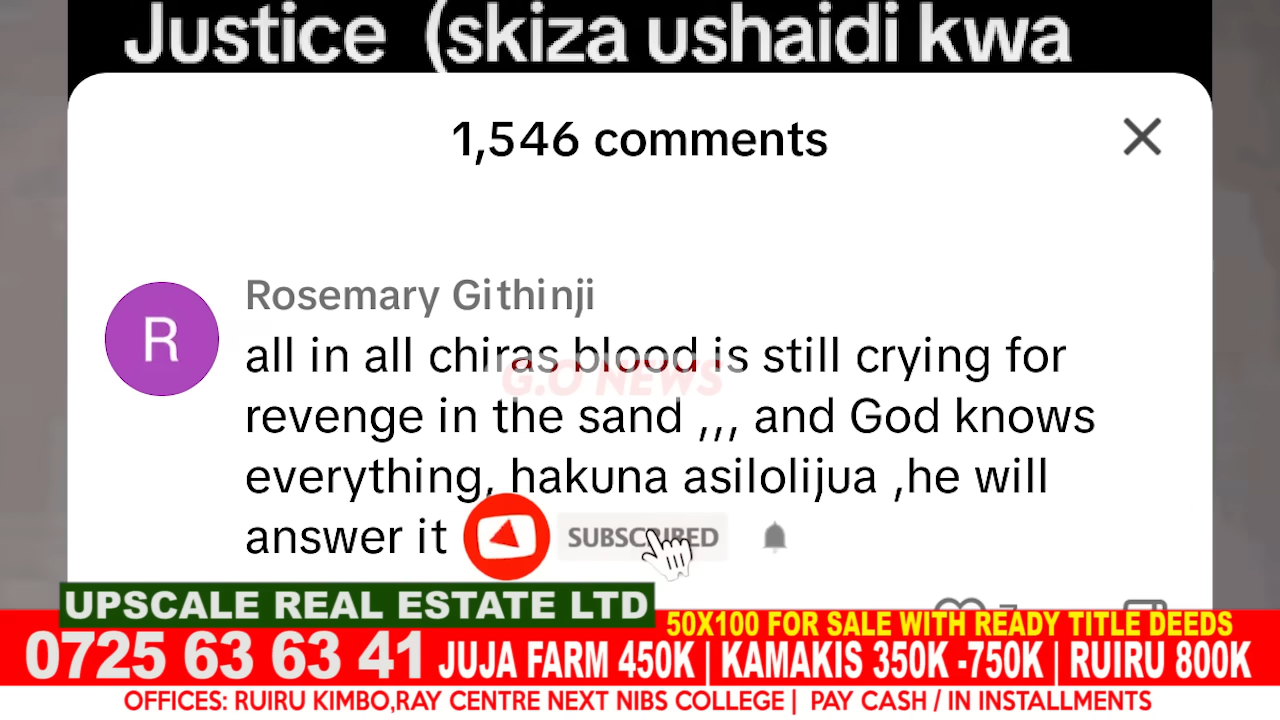 Justice (skiza ushaidi kwa
1,546 comments
Rosemary Githinji
all in all chiras blood is still crying for
G.O NEWS
revenge in the sand ,,, and God knows
everything, hakuna asilolijua ,he will
answer it
SUBSCRIBED
UPSCALE REAL ESTATE LTD
50X100 FOR SALE WITH READY TITLE DEEDS
0725 63 63 41 JUJA FARM 450K | KAMAKIS 350K -750K | RUIRU 800K
OFFICES: RUIRU KIMBO,RAY CENTRE NEXT NIBS COLLEGE | PAY CASH / IN INSTALLMENTS